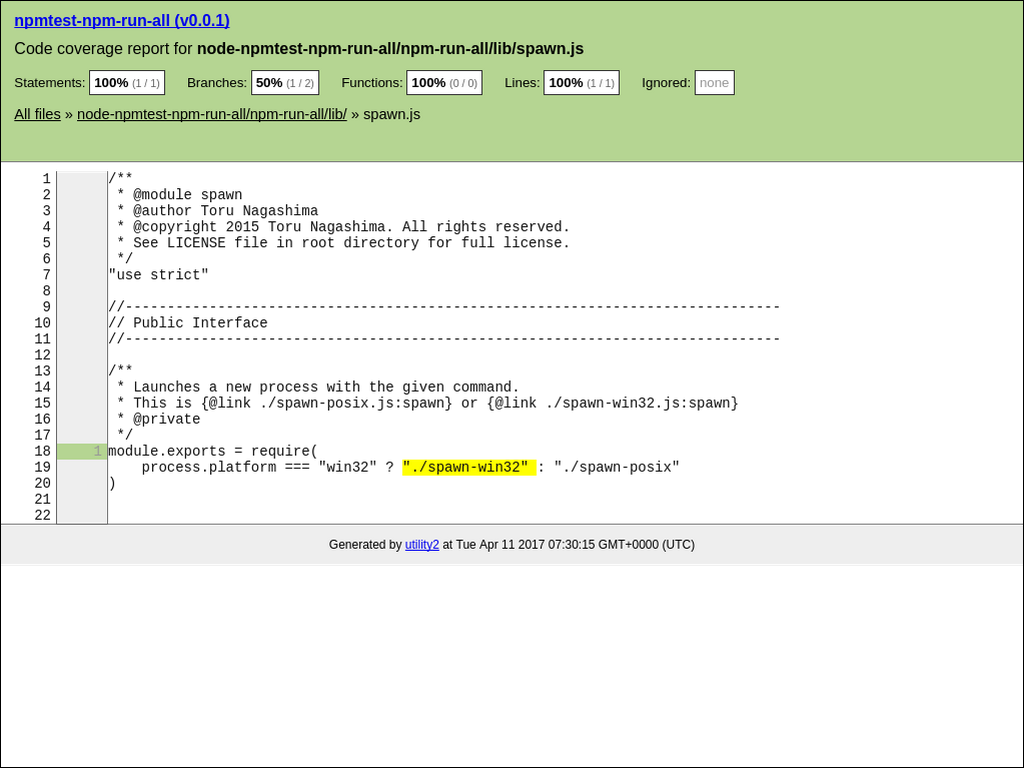 npmtest-npm-run-all (v0.0.1)
Code coverage report for node-npmtest-npm-run-all/npm-run-all/lib/spawn.js
Statements: 100% (1 / 1) Branches: 50% (1 / 2) Functions: 100% (0 / 0) Lines: 100% (1 / 1) Ignored: none
All files » node-npmtest-npm-run-all/npm-run-all/lib/ » spawn.js
1 /**
2 * @module spawn
3 * @author Toru Nagashima
4 * @copyright 2015 Toru Nagashima. All rights reserved.
5 * See LICENSE file in root directory for full license.
6 */
7 "use strict"
8
9 //------------------------------------------------------------------------------
10 // Public Interface
11 //------------------------------------------------------------------------------
12
13 /**
14 * Launches a new process with the given command.
15 * This is {@link ./spawn-posix.js:spawn} or {@link ./spawn-win32.js:spawn}
16 * @private
17 */
18 1 module.exports = require(
19 process.platform === "win32" ? "./spawn-win32" : "./spawn-posix"
20 )
21
22
Generated by utility2 at Tue Apr 11 2017 07:30:15 GMT+0000 (UTC)